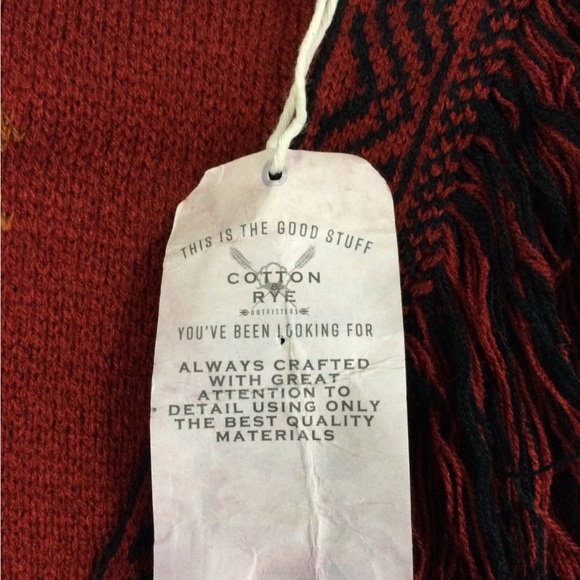 THIS IS THE GOOD STUFF
COTTON
&
RYE
OUTFITTERS
YOU'VE BEEN LOOKING FOR
ALWAYS CRAFTED
WITH GREAT
ATTENTION TO
DETAIL USING ONLY
THE BEST QUALITY
MATERIALS